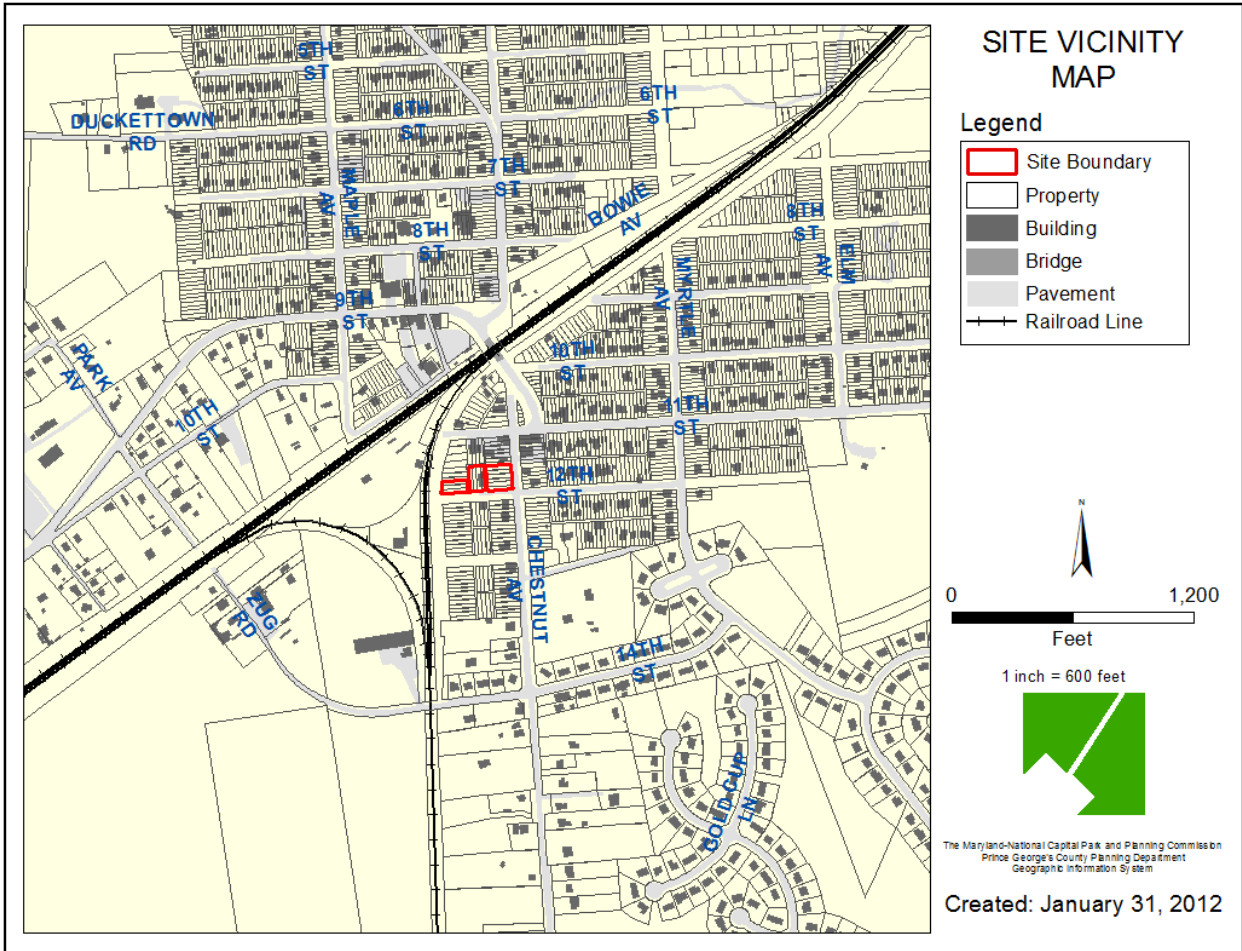 5TH
ST
6TH
ST
6TH
ST
DUCKETTOWN
RD
7TH
ST
MAPLE
AV
BOWIE
AV
8TH
ST
8TH
ST
ELM
AV
MYRTLE
AV
9TH
ST
PARK
AV
10TH
ST
10TH
ST
11TH
ST
12TH
ST
CHESTNUT
AV
ZUG
RD
14TH
ST
GOLD CUP
LN
SITE VICINITY
MAP
Legend
Site Boundary
Property
Building
Bridge
Pavement
Railroad Line
N
0 1,200
Feet
1 inch = 600 feet
The Maryland-National Capital Park and Planning Commission
Prince George's County Planning Department
Geographic Information System
Created: January 31, 2012